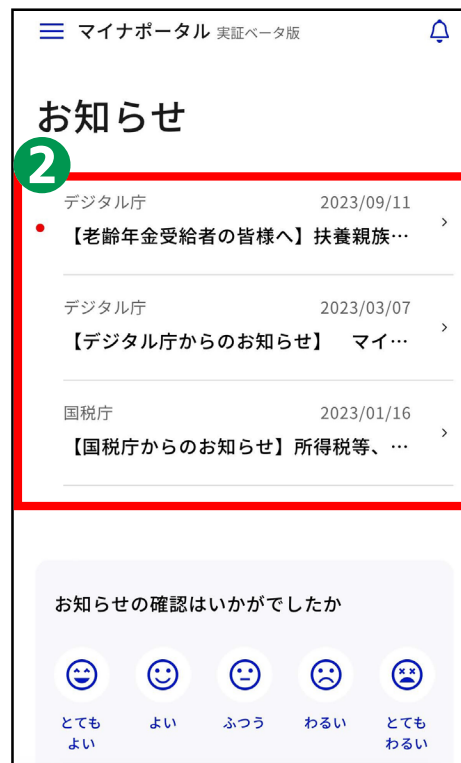 マイナポータル 実証ベータ版
お知らせ
2
デジタル庁 2023/09/11
【老齢年金受給者の皆様へ】扶養親族…
デジタル庁 2023/03/07
【デジタル庁からのお知らせ】　マイ…
国税庁 2023/01/16
【国税庁からのお知らせ】所得税等、…
お知らせの確認はいかがでしたか
とても よい ふつう わるい とても
よい わるい